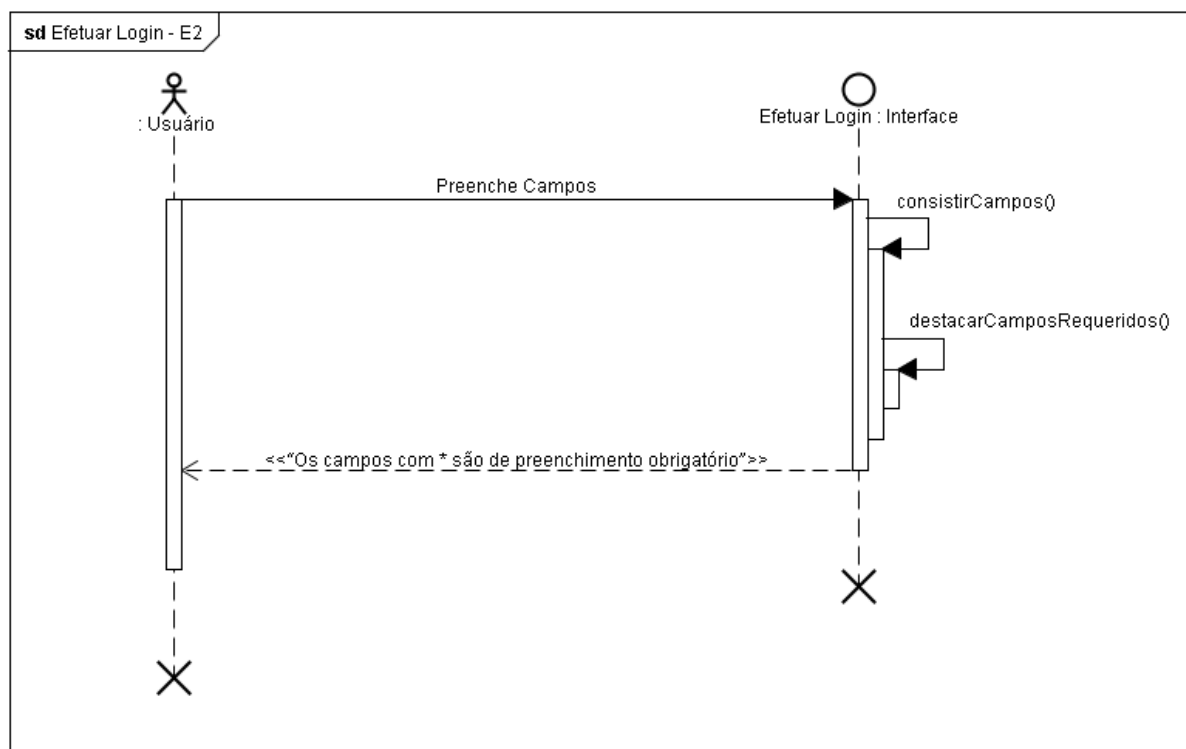 sd Efetuar Login - E2
: Usuário
Efetuar Login : Interface
Preenche Campos
consistirCampos()
destacarCamposRequeridos()
<<“Os campos com * são de preenchimento obrigatório”>>